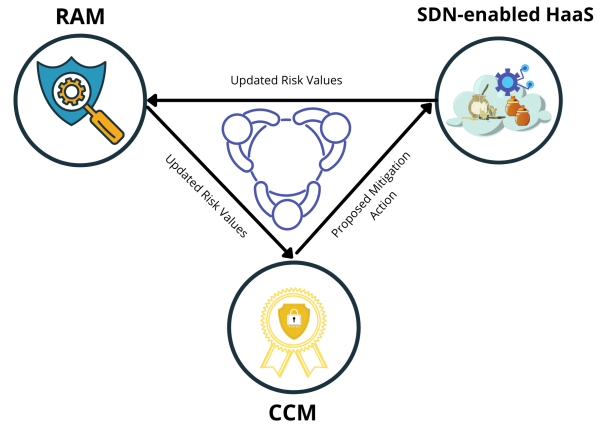 RAM
SDN-enabled HaaS
Updated Risk Values
Updated Risk Values
Proposed Mitigation
Action
CCM